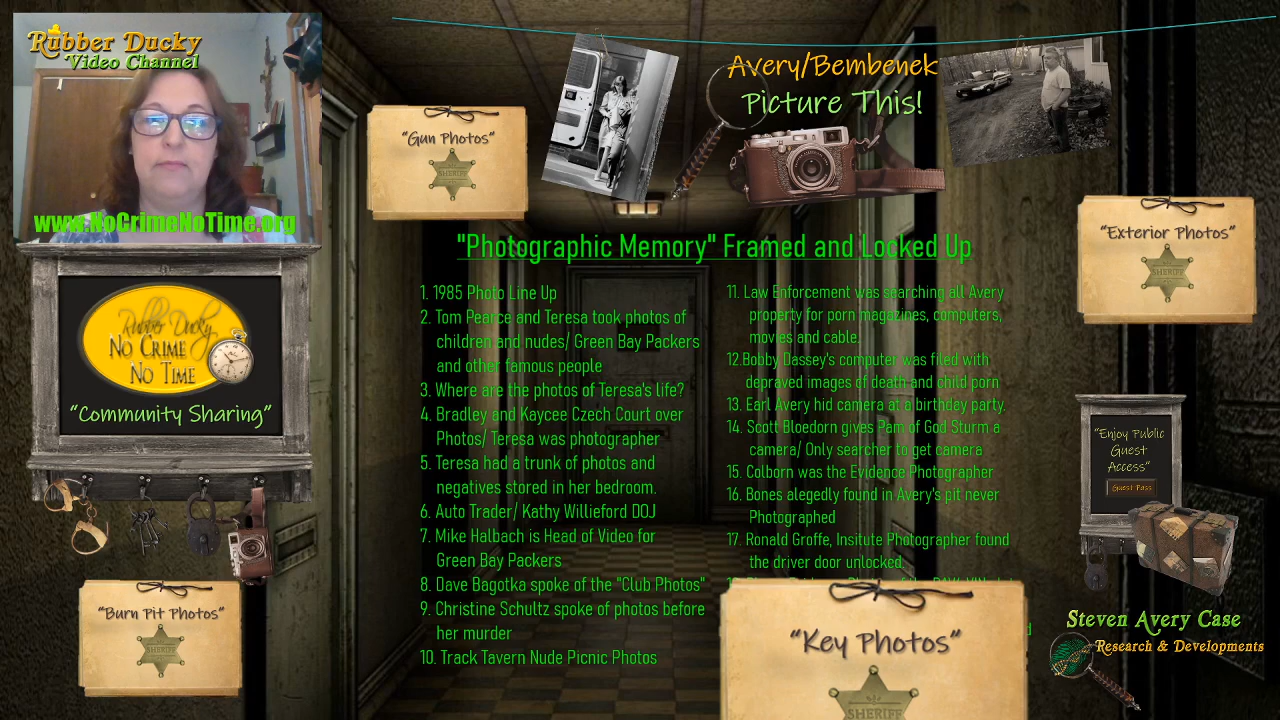 Rubber Ducky
Video Channel
www.NoCrimeNoTime.org
Avery/Bembenek
Picture This!
"Gun Photos"
SHERIFF
"Exterior Photos"
SHERIFF
"Photographic Memory" Framed and Locked Up
1. 1985 Photo Line Up
2. Tom Pearce and Teresa took photos of
children and nudes/ Green Bay Packers
and other famous people
3. Where are the photos of Teresa's life?
4. Bradley and Kaycee Czech Court over
Photos/ Teresa was photographer
5. Teresa had a trunk of photos and
negatives stored in her bedroom.
6. Auto Trader/ Kathy Willieford DOJ
7. Mike Halbach is Head of Video for
Green Bay Packers
8. Dave Bagotka spoke of the "Club Photos"
9. Christine Schultz spoke of photos before
her murder
10. Track Tavern Nude Picnic Photos
11. Law Enforcement was searching all Avery
property for porn magazines, computers,
movies and cable.
12.Bobby Dassey's computer was filed with
depraved images of death and child porn
13. Earl Avery hid camera at a birthday party.
14. Scott Bloedorn gives Pam of God Sturm a
camera/ Only searcher to get camera
15. Colborn was the Evidence Photographer
16. Bones alegedly found in Avery's pit never
Photographed
17. Ronald Groffe, Insitute Photographer found
the driver door unlocked.
Rubber Ducky
No Crime
No Time
"Community Sharing"
"Enjoy Public
Guest
Access"
Guest Pass
"Burn Pit Photos"
SHERIFF
"Key Photos"
SHERIFF
Steven Avery Case
Research & Developments